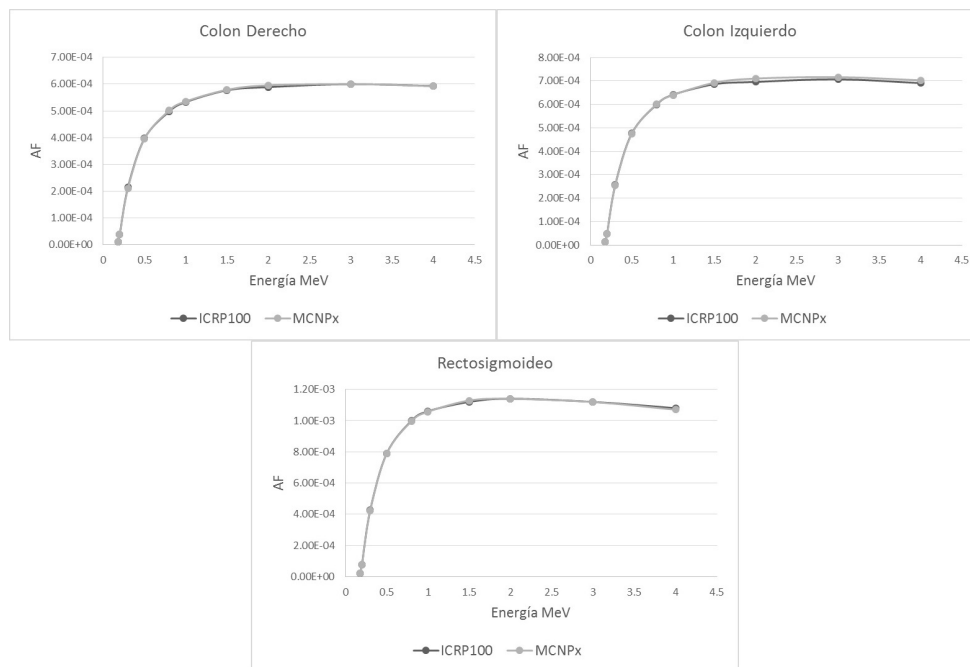 Colon Derecho
7.00E-04
6.00E-04
5.00E-04
4.00E-04
3.00E-04
2.00E-04
1.00E-04
0.00E+00
AF
0 0.5 1 1.5 2 2.5 3 3.5 4 4.5
Energía MeV
ICRP100 MCNPx
Colon Izquierdo
8.00E-04
7.00E-04
6.00E-04
5.00E-04
4.00E-04
3.00E-04
2.00E-04
1.00E-04
0.00E+00
AF
0 0.5 1 1.5 2 2.5 3 3.5 4 4.5
Energía MeV
ICRP100 MCNPx
Rectosigmoideo
1.20E-03
1.00E-03
8.00E-04
6.00E-04
4.00E-04
2.00E-04
0.00E+00
AF
0 0.5 1 1.5 2 2.5 3 3.5 4 4.5
Energía MeV
ICRP100 MCNPx